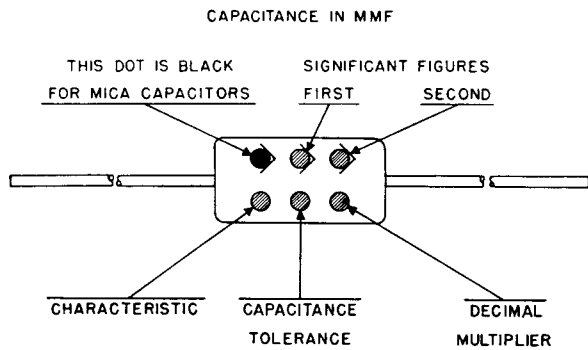 CAPACITANCE IN MMF
THIS DOT IS BLACK
FOR MICA CAPACITORS
SIGNIFICANT FIGURES
FIRST SECOND
CHARACTERISTIC
CAPACITANCE
TOLERANCE
DECIMAL
MULTIPLIER